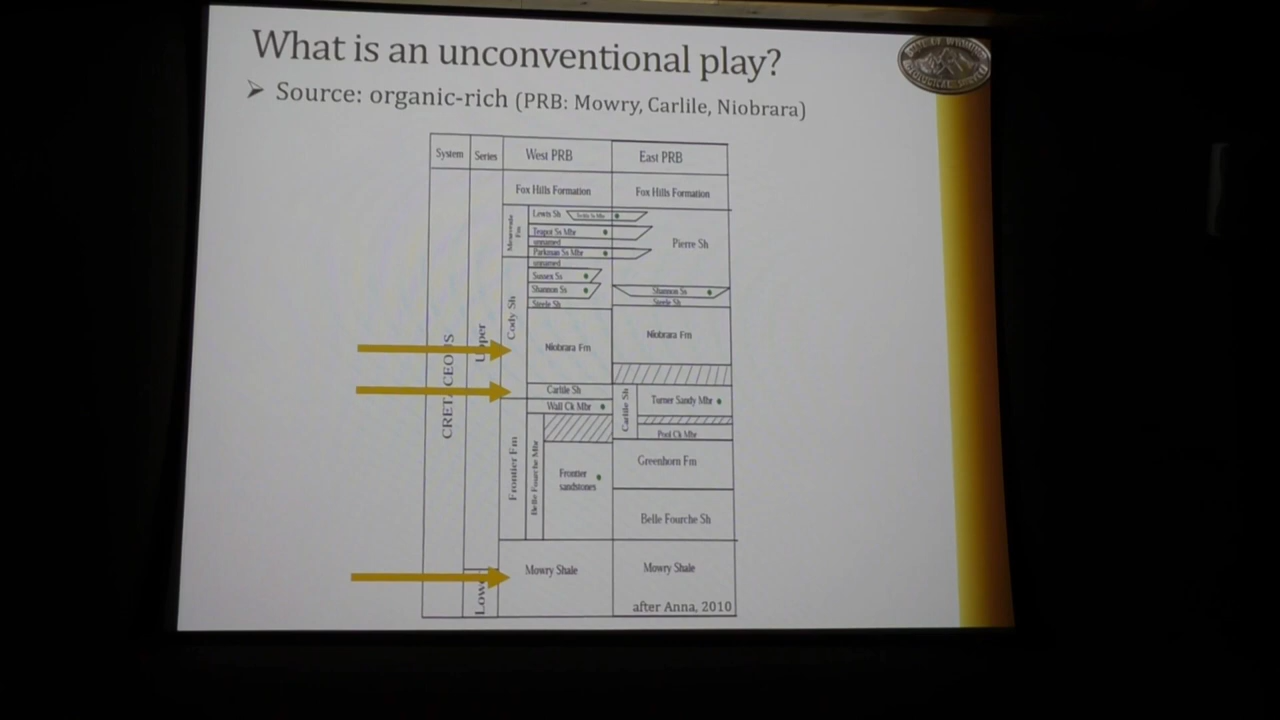 What is an unconventional play?
➢ Source: organic-rich (PRB: Mowry, Carlile, Niobrara)
System Series West PRB East PRB
Fox Hills Formation Fox Hills Formation
Lewis Sh
Teapot Ss Mbr
unnamed
Pierre Sh
Parkman Ss Mbr
unnamed
Sussex Ss
Shannon Ss Shannon Ss
Steele Sh Steele Sh
Cody Sh
CRETACEOUS
Upper
Niobrara Fm Niobrara Fm
Carlile Sh
Wall Ck Mbr
Carlile Sh
Turner Sandy Mbr
Pool Ck Mbr
Frontier Fm
Belle Fourche Mbr
Frontier
sandstones
Greenhorn Fm
Belle Fourche Sh
Mowry Shale Mowry Shale
after Anna, 2010